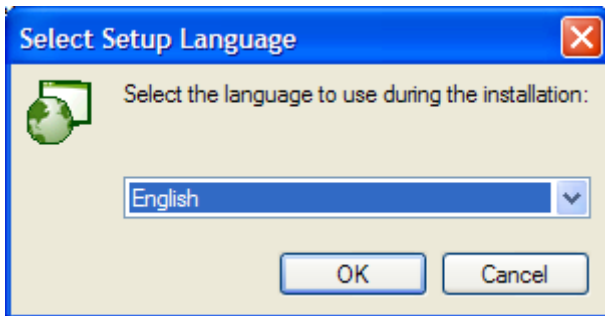 Select Setup Language
Select the language to use during the installation:
English
OK
Cancel